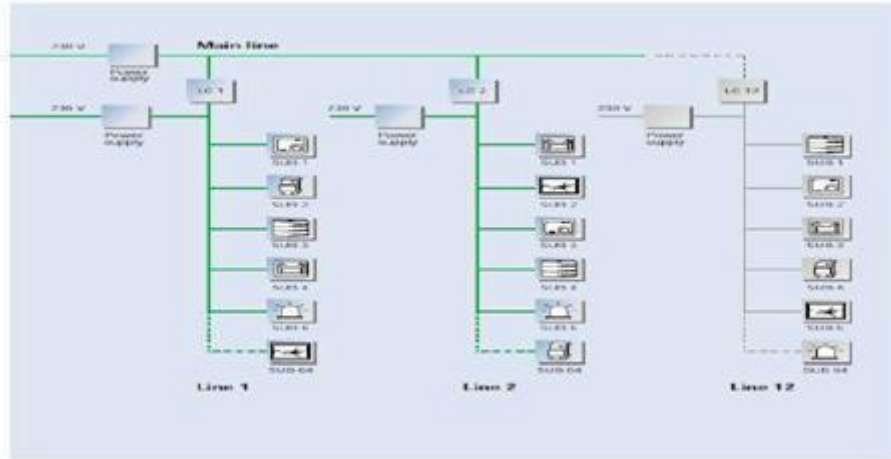 230 V
Main line
Power
supply
LC 1
LC 2
LC 12
230 V
Power
supply
230 V
Power
supply
230 V
Power
supply
SUB 1
SUB 2
SUB 3
SUB 4
SUB 5
SUB 64
Line 1
SUB 1
SUB 2
SUB 3
SUB 4
SUB 5
SUB 64
Line 2
SUB 1
SUB 2
SUB 3
SUB 4
SUB 5
SUB 64
Line 12